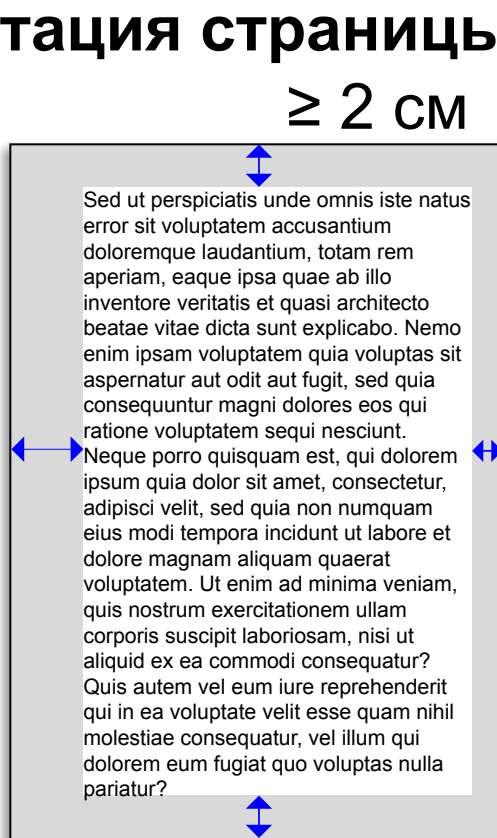 тация страниць
≥ 2 см
Sed ut perspiciatis unde omnis iste natus
error sit voluptatem accusantium
doloremque laudantium, totam rem
aperiam, eaque ipsa quae ab illo
inventore veritatis et quasi architecto
beatae vitae dicta sunt explicabo. Nemo
enim ipsam voluptatem quia voluptas sit
aspernatur aut odit aut fugit, sed quia
consequuntur magni dolores eos qui
ratione voluptatem sequi nesciunt.
Neque porro quisquam est, qui dolorem
ipsum quia dolor sit amet, consectetur,
adipisci velit, sed quia non numquam
eius modi tempora incidunt ut labore et
dolore magnam aliquam quaerat
voluptatem. Ut enim ad minima veniam,
quis nostrum exercitationem ullam
corporis suscipit laboriosam, nisi ut
aliquid ex ea commodi consequatur?
Quis autem vel eum iure reprehenderit
qui in ea voluptate velit esse quam nihil
molestiae consequatur, vel illum qui
dolorem eum fugiat quo voluptas nulla
pariatur?